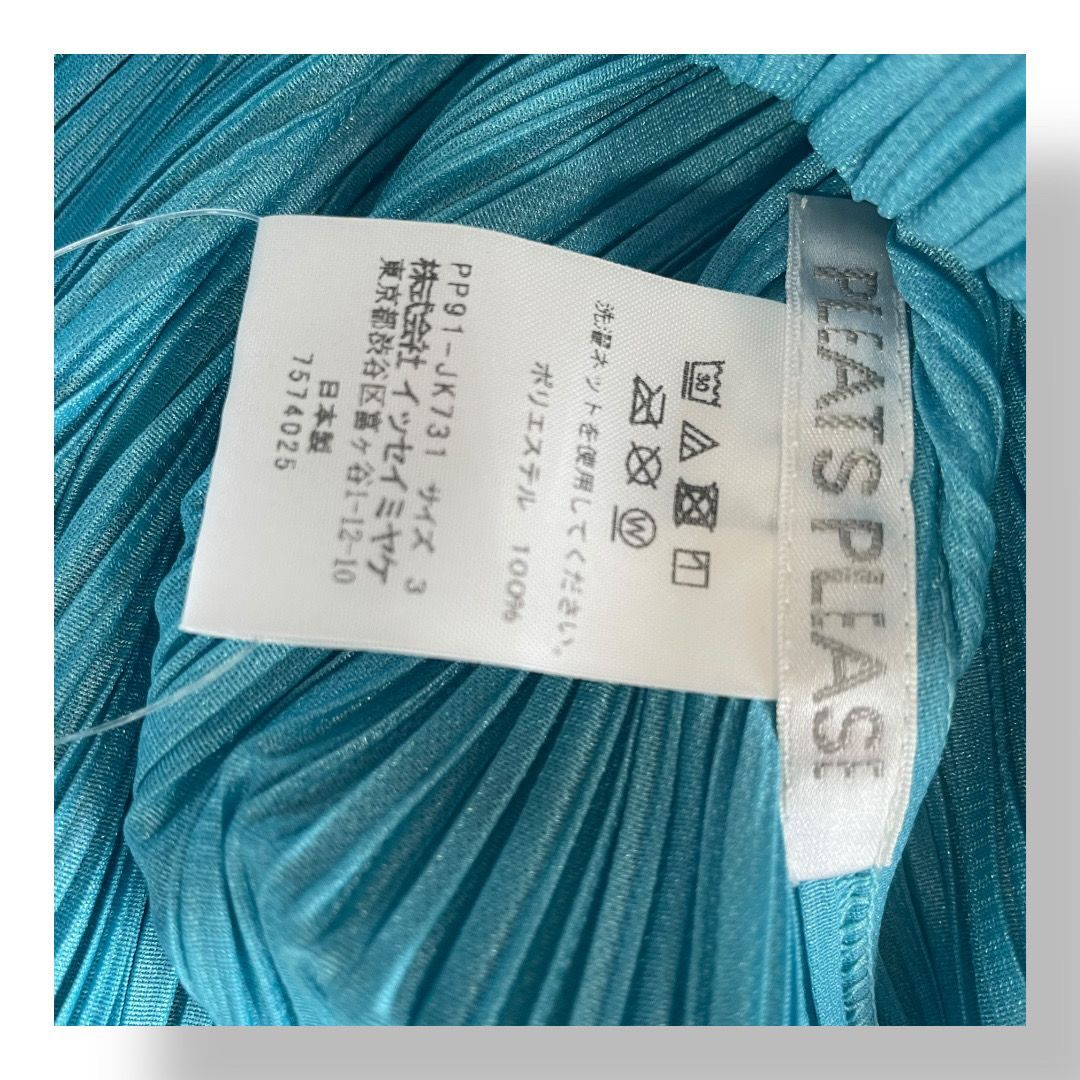 PLEATS PLEASE
30
W
洗濯ネットを使用してください。
ポリエステル 100%
PP91-JK731 サイズ 3
株式会社 イッセイミヤケ
東京都渋谷区富ヶ谷1-12-10
日本製
7574025